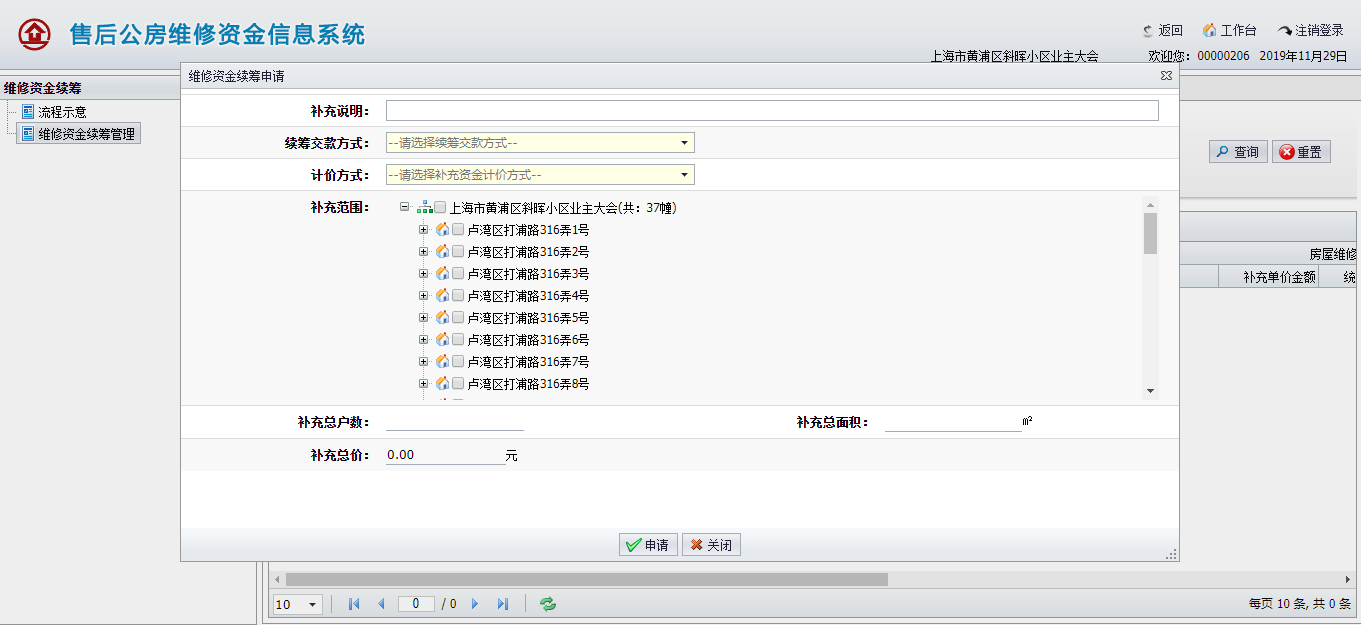 售后公房维修资金信息系统
返回 工作台 注销登录
上海市黄浦区斜晖小区业主大会 欢迎您：00000206 2019年11月29日
维修资金续筹
流程示意
维修资金续筹管理
维修资金续筹申请
补充说明：
续筹交款方式： --请选择续筹交款方式--
计价方式： --请选择补充资金计价方式--
补充范围： 上海市黄浦区斜晖小区业主大会(共：37幢)
卢湾区打浦路316弄1号
卢湾区打浦路316弄2号
卢湾区打浦路316弄3号
卢湾区打浦路316弄4号
卢湾区打浦路316弄5号
卢湾区打浦路316弄6号
卢湾区打浦路316弄7号
卢湾区打浦路316弄8号
补充总户数： 补充总面积： m²
补充总价： 0.00 元
申请 关闭
查询 重置
房屋维修
补充单价金额 统
10 0 / 0 每页 10 条, 共 0 条